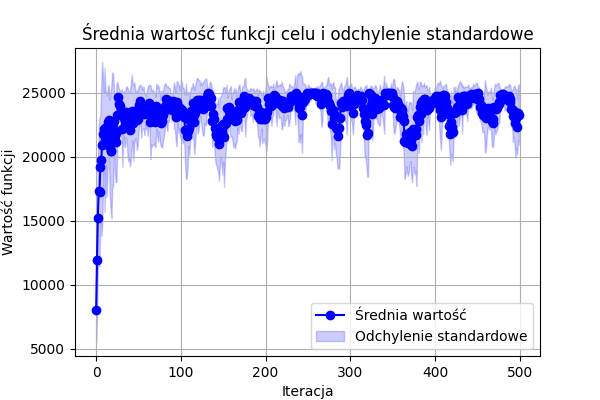 Średnia wartość funkcji celu i odchylenie standardowe
Wartość funkcji
25000
20000
15000
10000
5000
0 100 200 300 400 500
Iteracja
Średnia wartość
Odchylenie standardowe